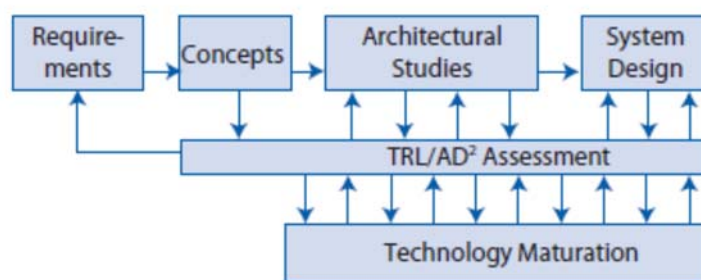 Require-
ments
Concepts
Architectural
Studies
System
Design
TRL/AD² Assessment
Technology Maturation